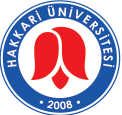 HAKKARİ ÜNİVERSİTESİ
• 2008 •